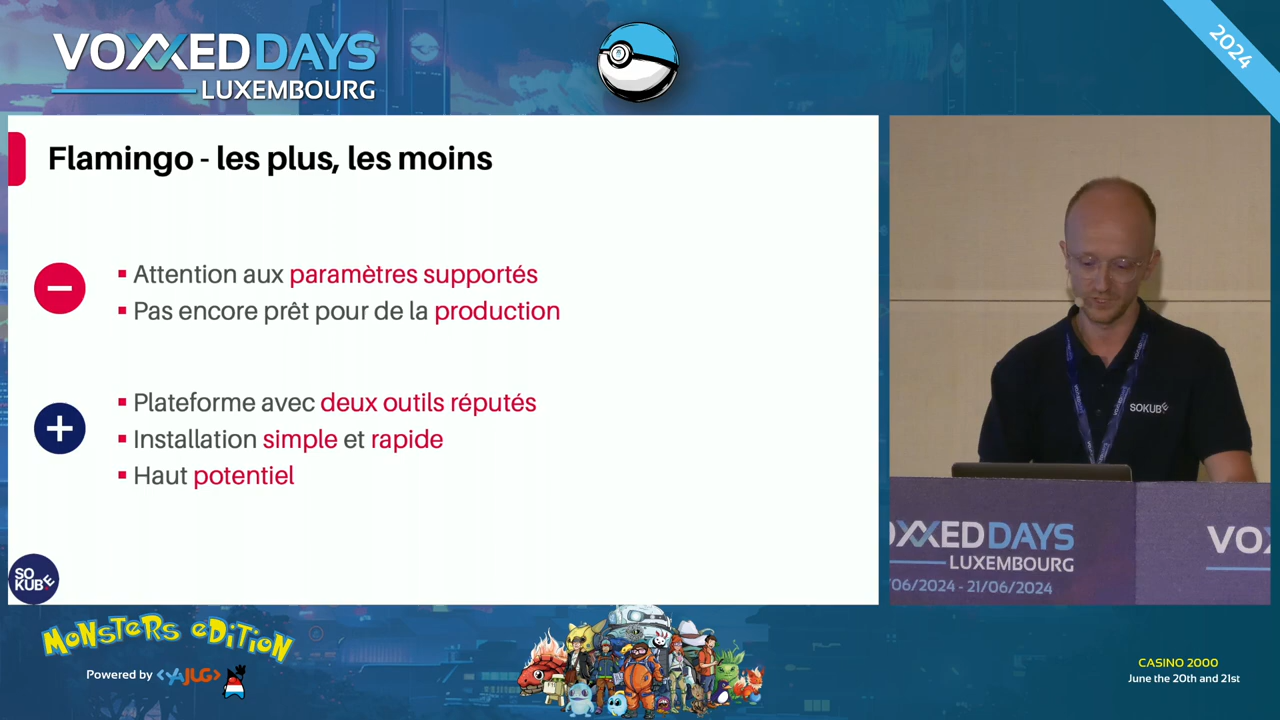 VOXXED DAYS
LUXEMBOURG
2024
Flamingo - les plus, les moins
Attention aux paramètres supportés
Pas encore prêt pour de la production
Plateforme avec deux outils réputés
Installation simple et rapide
Haut potentiel
SO
KUBE
SOKUBE
XXED DAYS
LUXEMBOURG
/06/2024 - 21/06/2024
VOX
MONSTERS EDITION
Powered by <YAJUG>
CASINO 2000
June the 20th and 21st